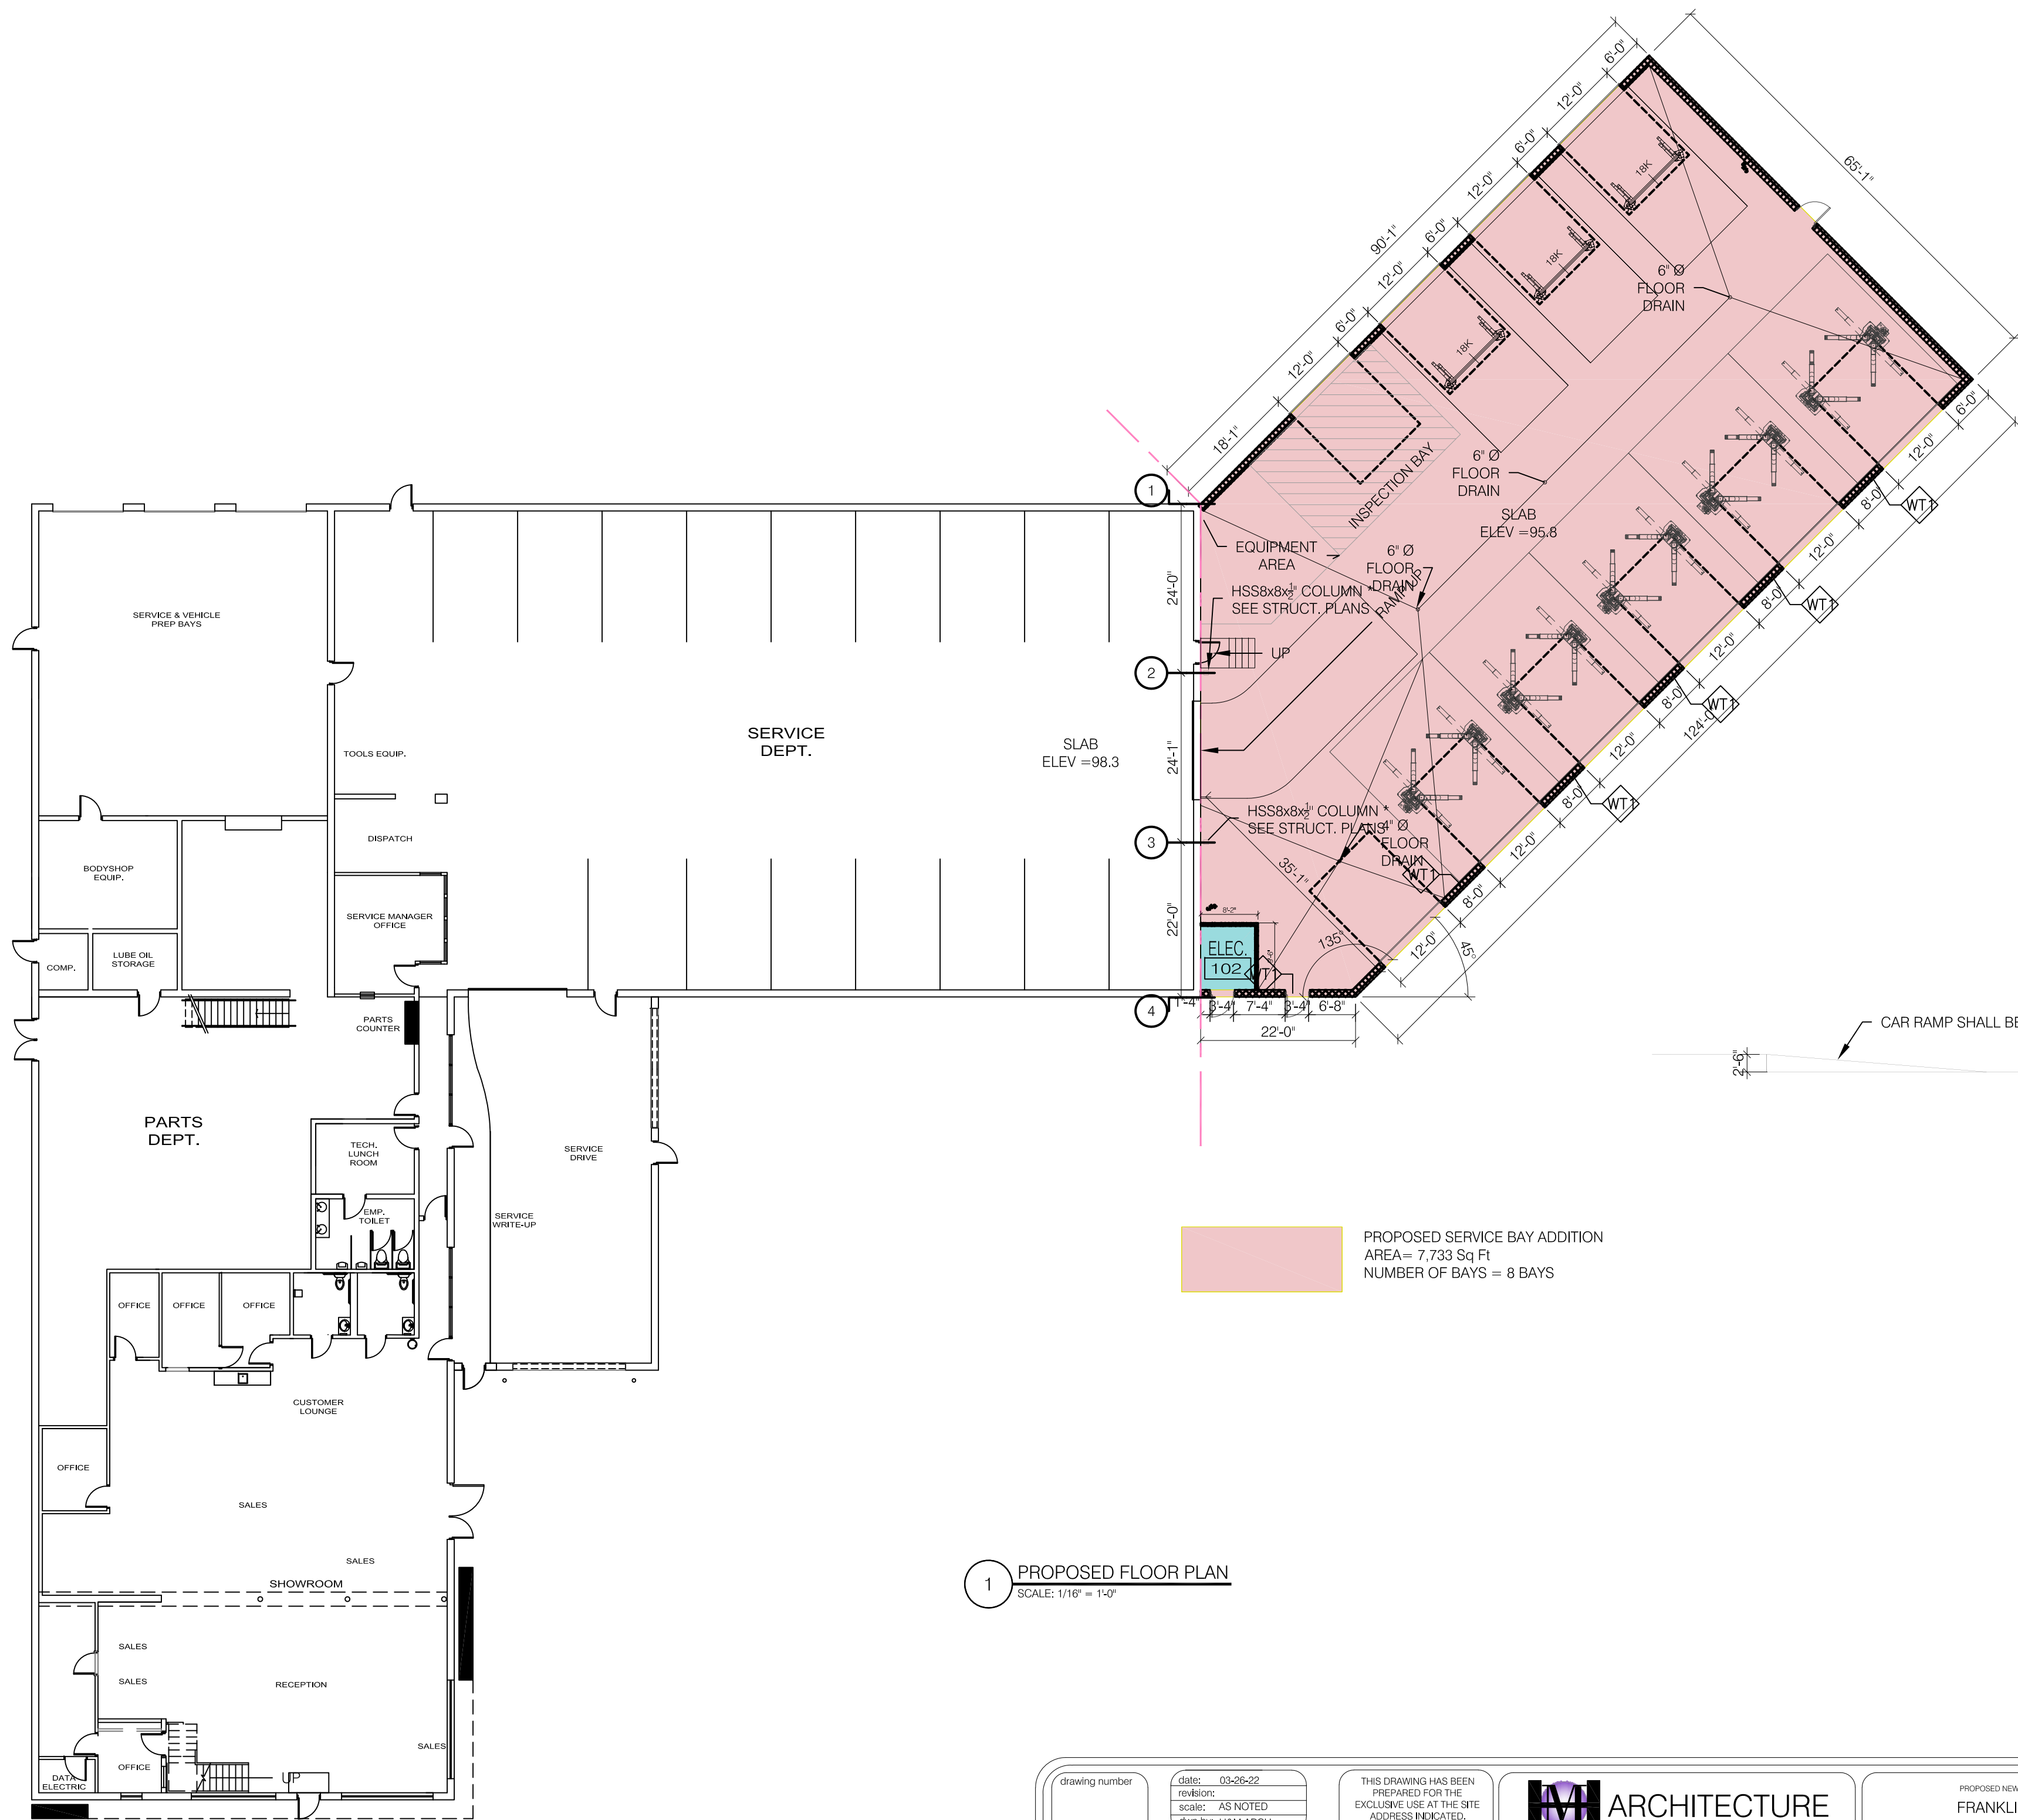 6'-0"
12'-0"
6'-0"
12'-0"
6'-0"
12'-0"
6'-0"
12'-0"
18'-1"
90'-1"
65'-1"
18K
18K
18K
6" Ø
FLOOR
DRAIN
6" Ø
FLOOR
DRAIN
INSPECTION BAY
SLAB
ELEV =95.8
6'-0"
12'-0"
8'-0"
12'-0"
8'-0"
12'-0"
8'-0"
12'-0"
8'-0"
12'-0"
8'-0"
12'-0"
124'-0"
WT1
WT1
WT1
WT1
WT1
WT1
1
EQUIPMENT
AREA
6" Ø
FLOOR
DRAIN
RAMP UP
HSS8x8x½" COLUMN *
SEE STRUCT. PLANS
24'-0"
UP
2
24'-1"
SLAB
ELEV =98.3
HSS8x8x½" COLUMN *
SEE STRUCT. PLANS
4" Ø
FLOOR
DRAIN
3
35'-1"
22'-0"
8'-2"
ELEC.
102
135°
45°
4
1'-4"
3'-4"
7'-4"
3'-4"
6'-8"
22'-0"
CAR RAMP SHALL BE
2'-6"
SERVICE & VEHICLE
PREP BAYS
TOOLS EQUIP.
SERVICE
DEPT.
DISPATCH
BODYSHOP
EQUIP.
SERVICE MANAGER
OFFICE
COMP.
LUBE OIL
STORAGE
PARTS
COUNTER
PARTS
DEPT.
TECH.
LUNCH
ROOM
SERVICE
DRIVE
EMP.
TOILET
SERVICE
WRITE-UP
OFFICE
OFFICE
OFFICE
CUSTOMER
LOUNGE
OFFICE
SALES
SALES
SHOWROOM
SALES
SALES
RECEPTION
SALES
OFFICE
DATA
ELECTRIC
UP
PROPOSED SERVICE BAY ADDITION
AREA= 7,733 Sq Ft
NUMBER OF BAYS = 8 BAYS
1
PROPOSED FLOOR PLAN
SCALE: 1/16" = 1'-0"
drawing number
date: 03-26-22
revision:
scale: AS NOTED
THIS DRAWING HAS BEEN
PREPARED FOR THE
EXCLUSIVE USE AT THE SITE
ADDRESS INDICATED.
ARCHITECTURE
PROPOSED NEW
FRANKLI